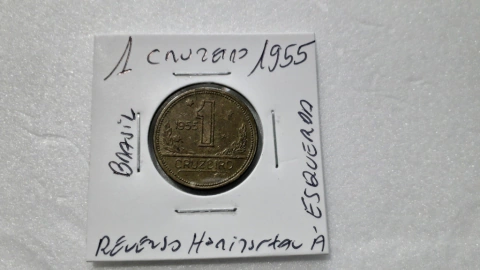 1 CRUZEIRO 1955
BRASIL
1955 1
CRUZEIRO
REVERSO HORIZONTAL À
ESQUERDA